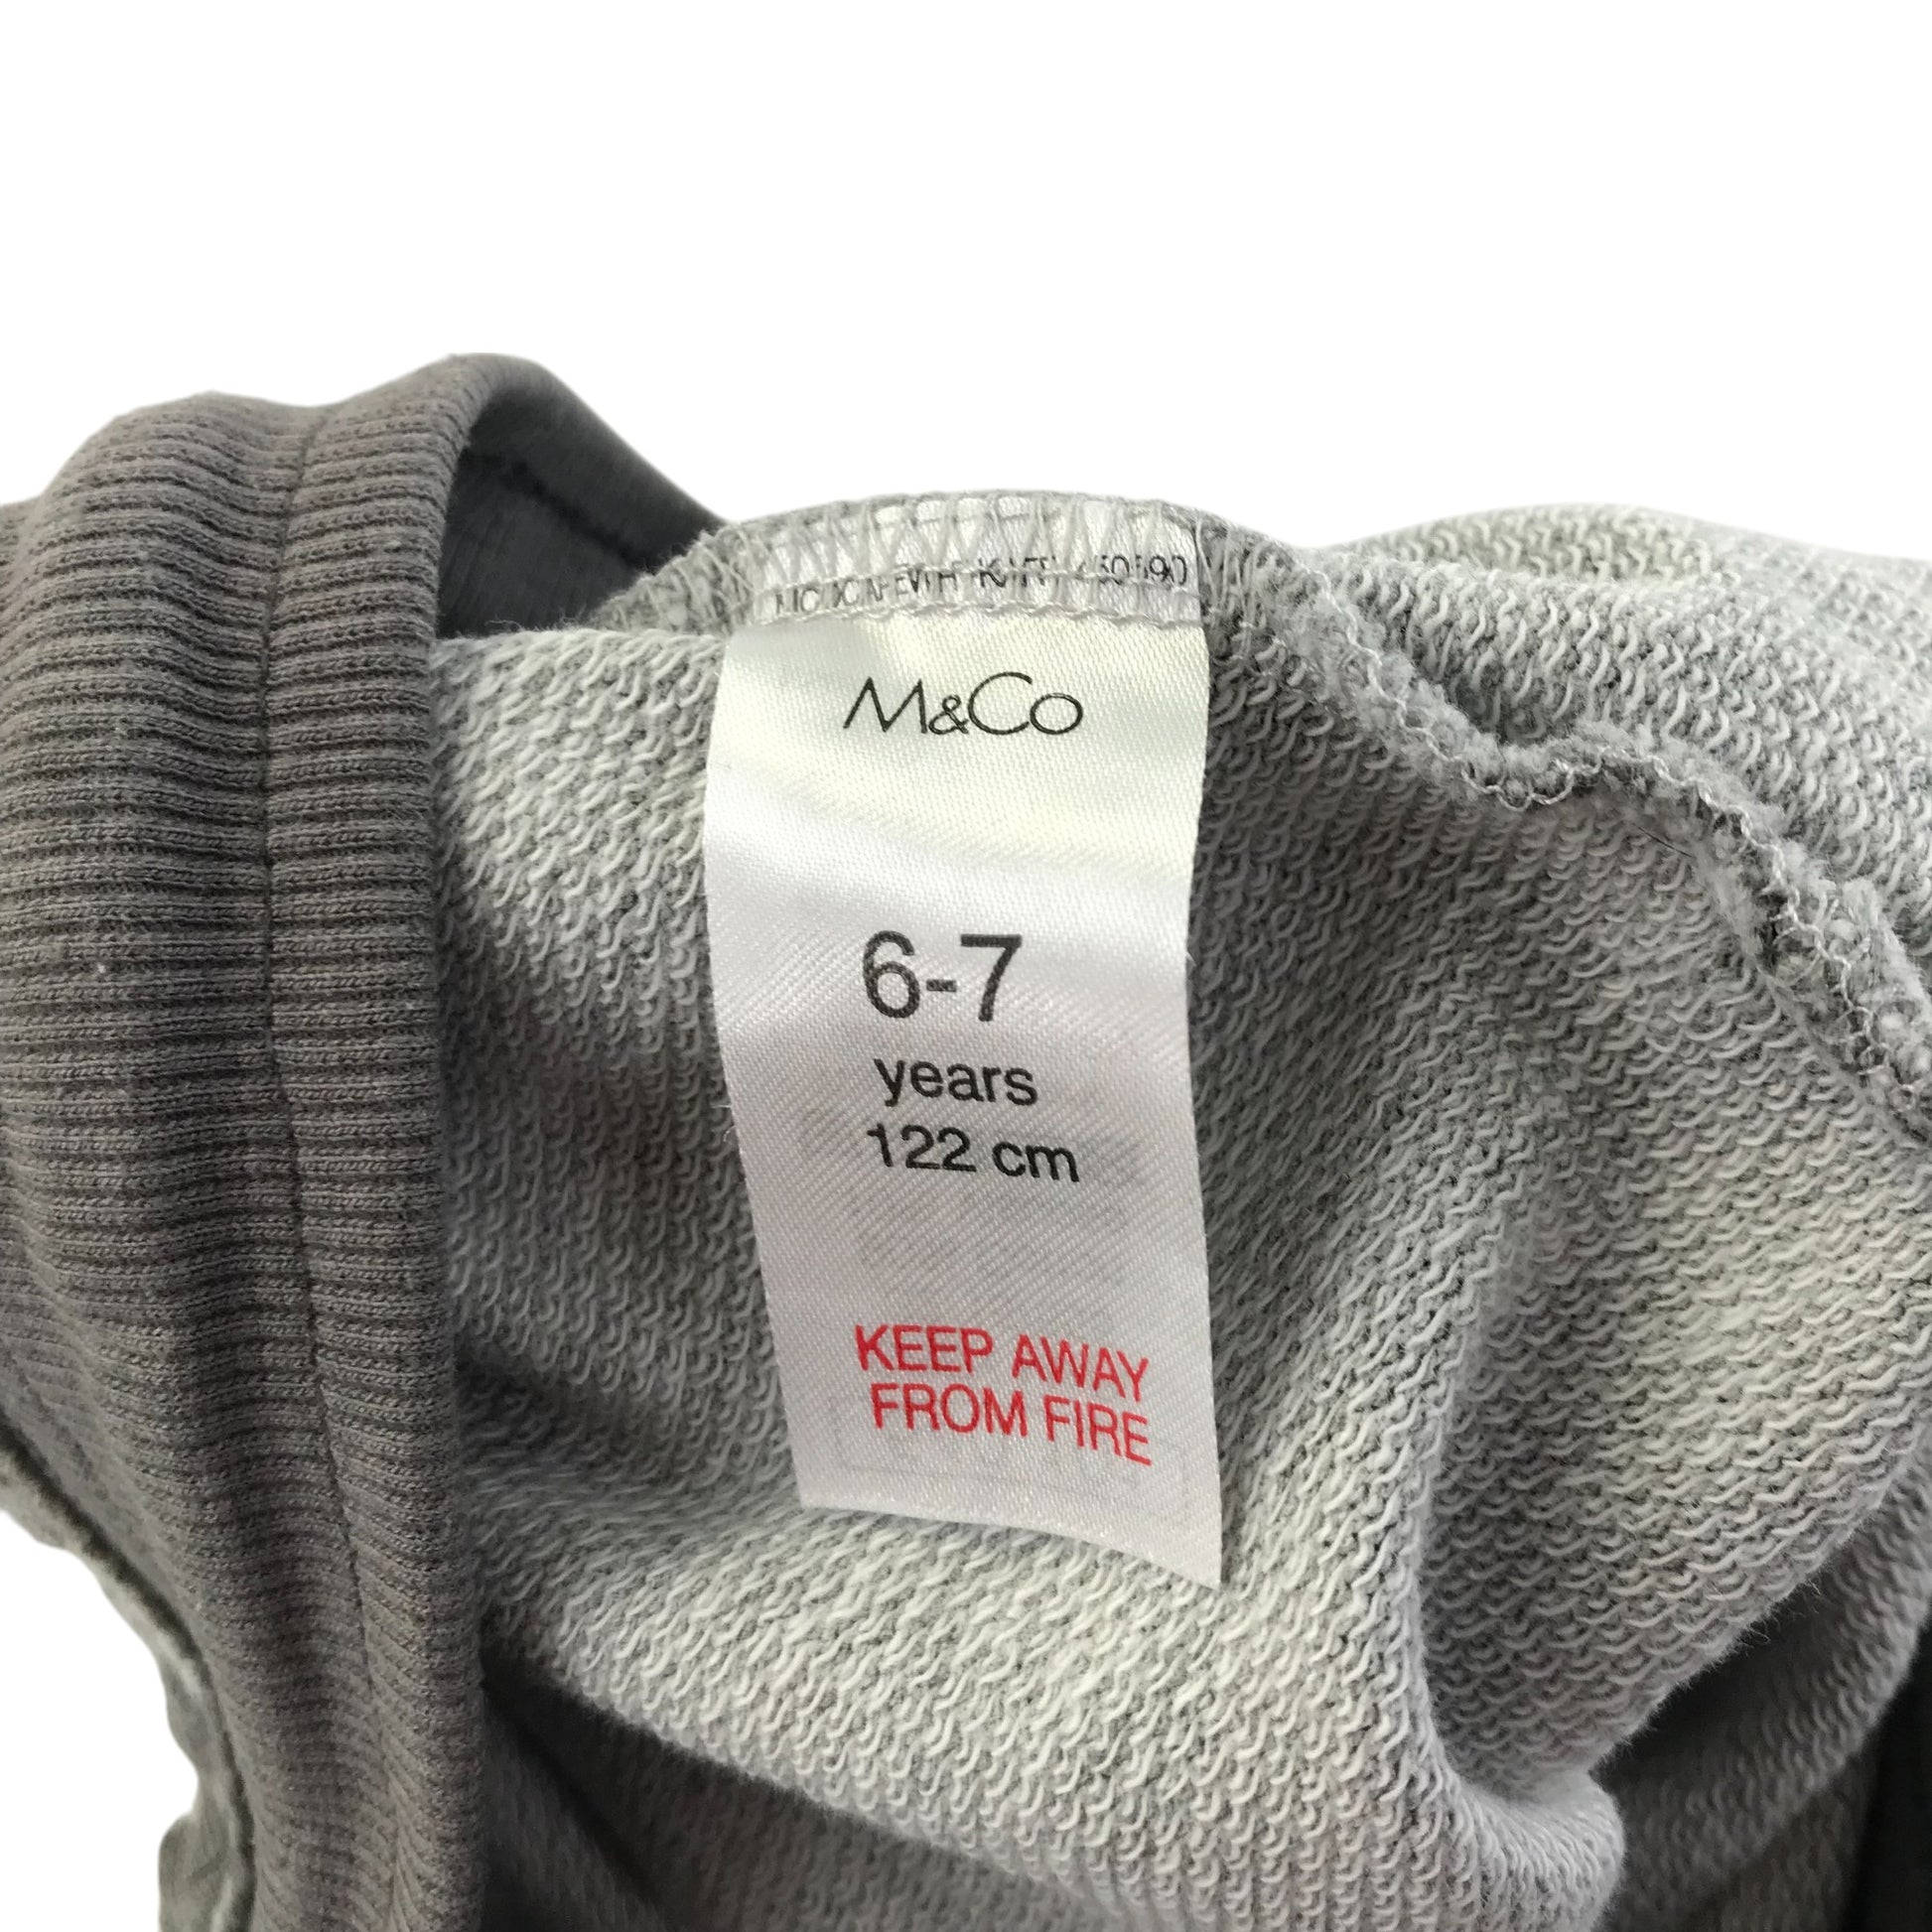 M&Co
6-7
years
122 cm
KEEP AWAY
FROM FIRE